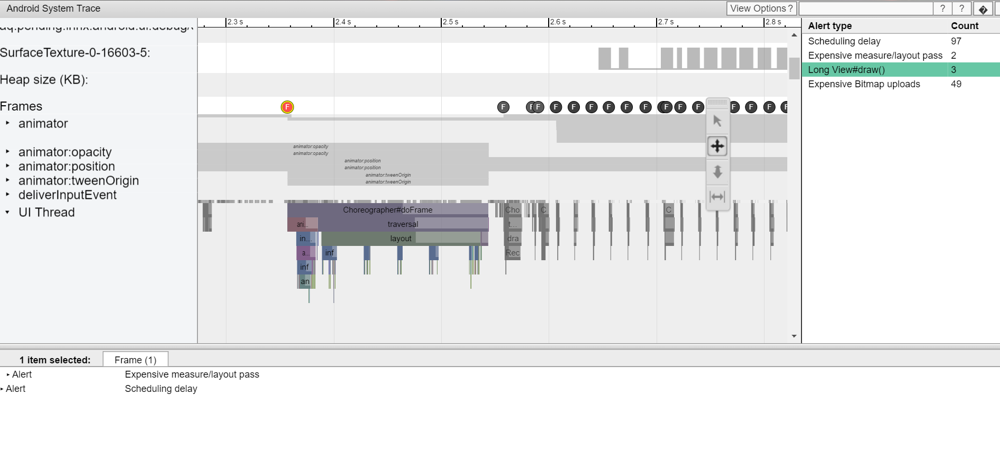 Android System Trace
View Options ?
?
?
2.3 s
2.4 s
2.5 s
2.6 s
2.7 s
2.8 s
SurfaceTexture-0-16603-5:
Heap size (KB):
Frames
F F F F F F F F F F F F F F F F F F
animator
animator:opacity
animator:position
animator:tweenOrigin
deliverInputEvent
UI Thread
animator:opacity
animator:opacity
animator:position
animator:position
animator:tweenOrigin
animator:tweenOrigin
Choreographer#doFrame
Cho
C
C
ani...
traversal
t...
in...
layout
dra
a...
inf
Rec
inf
an
Alert type Count
Scheduling delay 97
Expensive measure/layout pass 2
Long View#draw() 3
Expensive Bitmap uploads 49
1 item selected:
Frame (1)
Alert Expensive measure/layout pass
Alert Scheduling delay